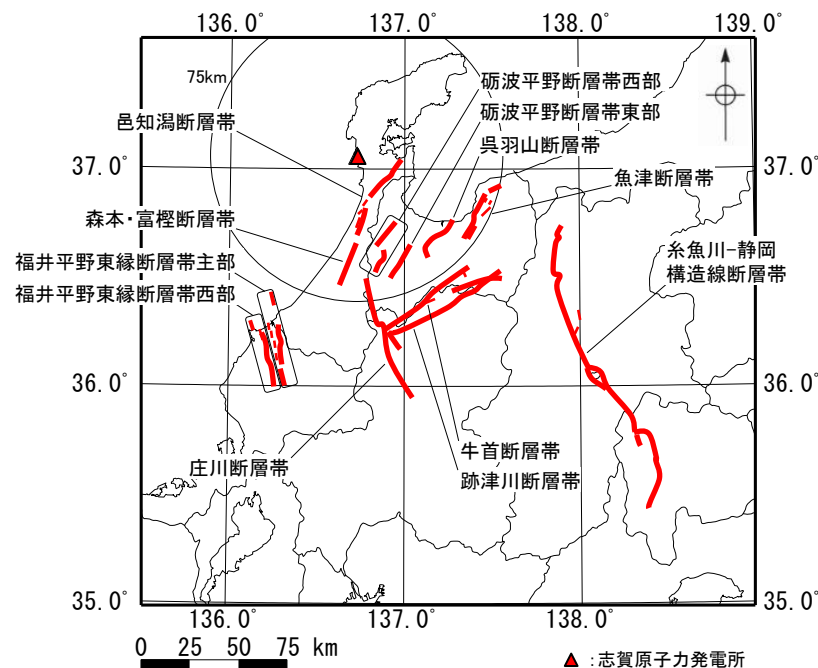 136.0° 137.0° 138.0° 139.0°
75km
砺波平野断層帯西部
砺波平野断層帯東部
邑知潟断層帯
呉羽山断層帯
37.0° 37.0°
魚津断層帯
森本・富樫断層帯
糸魚川-静岡
構造線断層帯
福井平野東縁断層帯主部
福井平野東縁断層帯西部
36.0° 36.0°
牛首断層帯
庄川断層帯
跡津川断層帯
35.0° 35.0°
136.0° 137.0° 138.0°
0 25 50 75 km
:志賀原子力発電所